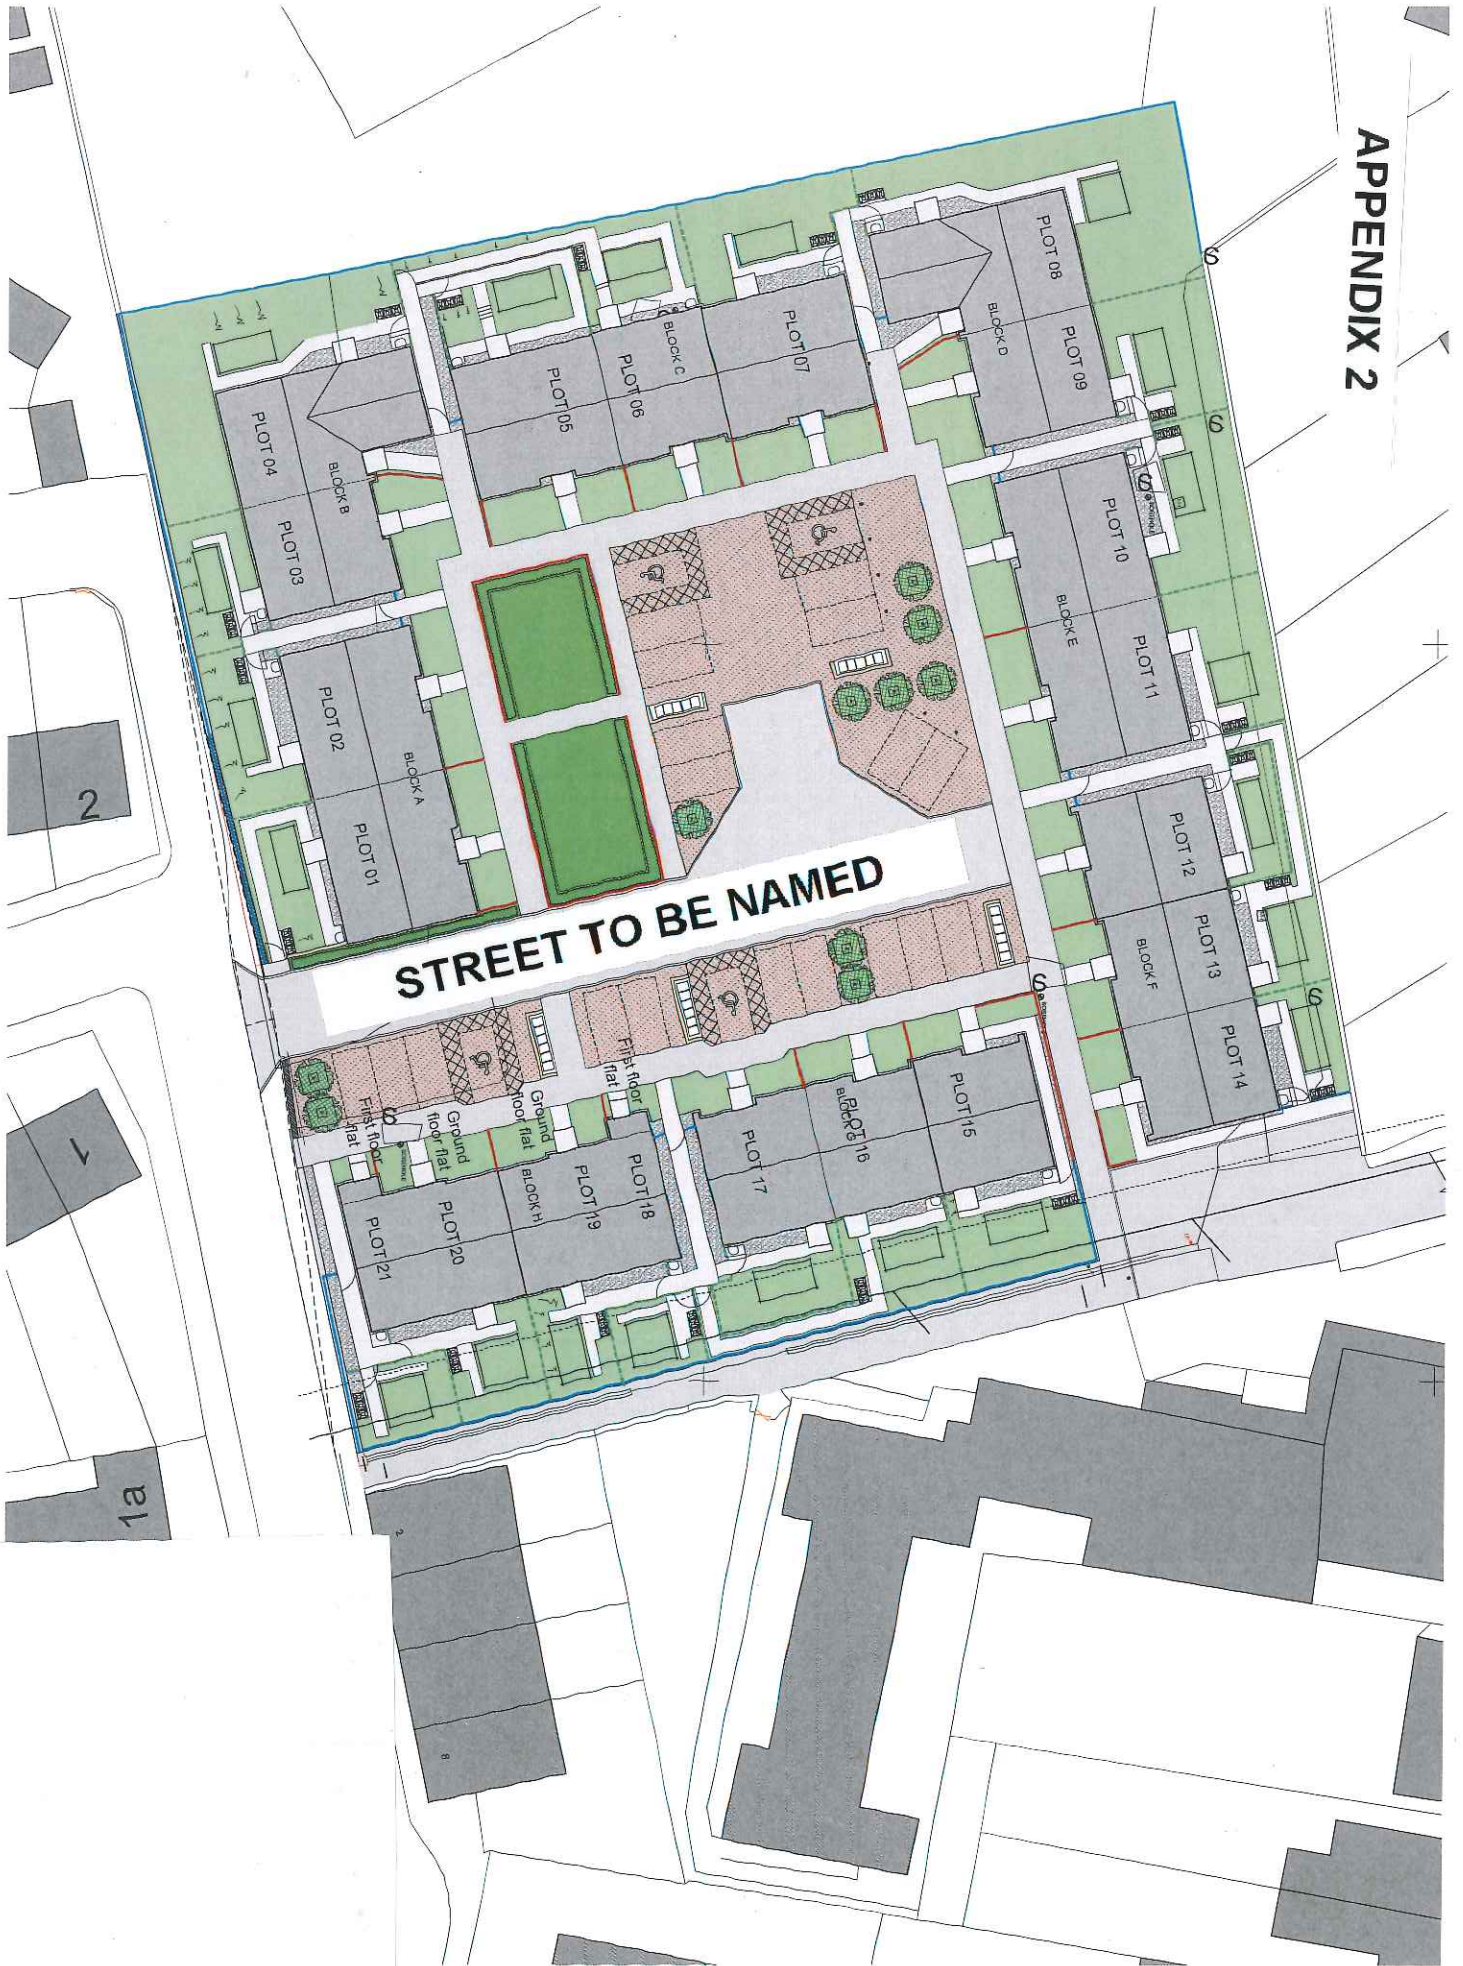 APPENDIX 2
PLOT 08
BLOCK D
PLOT 09
PLOT 07
BLOCK C
PLOT 06
PLOT 05
PLOT 04
BLOCK B
PLOT 03
PLOT 10
BLOCK E
PLOT 11
PLOT 02
BLOCK A
PLOT 01
PLOT 12
PLOT 13
BLOCK F
PLOT 14
STREET TO BE NAMED
PLOT 15
PLOT 16
PLOT 17
First floor
flat
Ground
floor flat
Ground
floor flat
First floor
flat
PLOT 18
PLOT 19
BLOCK H
PLOT 20
PLOT 21
2
1
1a
2
8
S
S
S
S
S
S